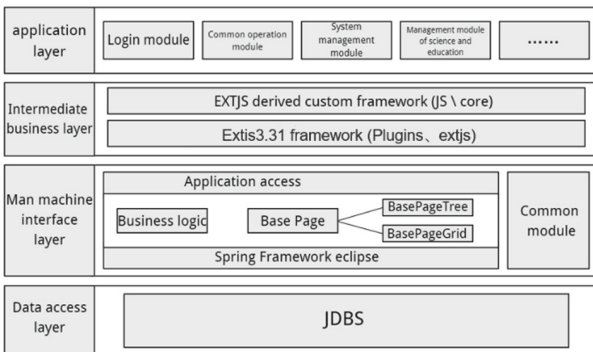 application
layer
Login module
Common operation
module
System
management
module
Management module
of science and
education
......
Intermediate
business layer
EXTJS derived custom framework (JS \ core)
Extis3.31 framework (Plugins、extjs)
Man machine
interface
layer
Application access
Business logic
Base Page
BasePageTree
BasePageGrid
Spring Framework eclipse
Common
module
Data access
layer
JDBS